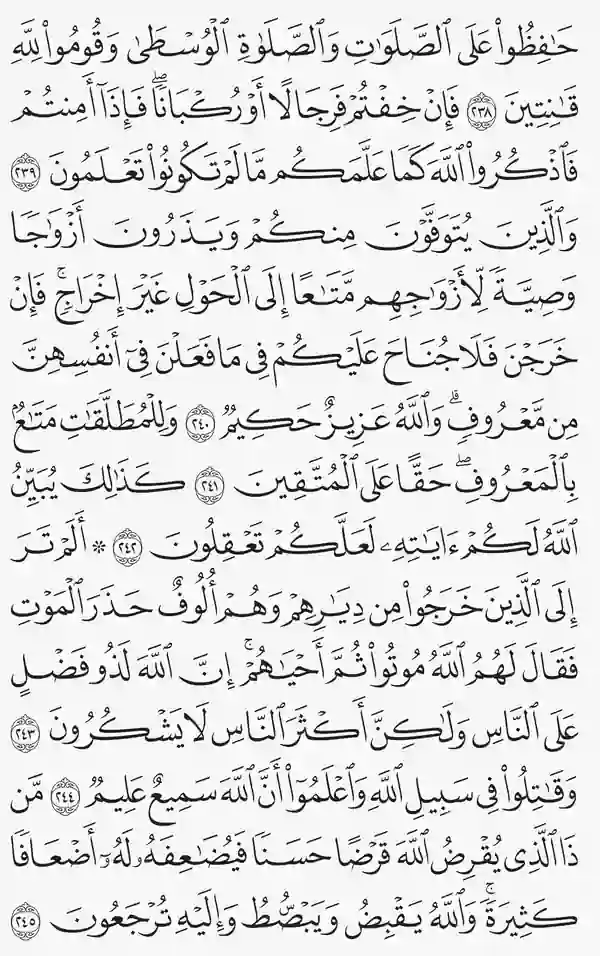 حَـٰفِظُوا۟ عَلَى ٱلصَّلَوَٰتِ وَٱلصَّلَوٰةِ ٱلْوُسْطَىٰ وَقُومُوا۟ لِلَّهِ
قَـٰنِتِينَ ٢٣٨ فَإِنْ خِفْتُمْ فَرِجَالًا أَوْ رُكْبَانًا ۖ فَإِذَآ أَمِنتُمْ
فَٱذْكُرُوا۟ ٱللَّهَ كَمَا عَلَّمَكُم مَّا لَمْ تَكُونُوا۟ تَعْلَمُونَ ٢٣٩
وَٱلَّذِينَ يُتَوَفَّوْنَ مِنكُمْ وَيَذَرُونَ أَزْوَٰجًا
وَصِيَّةً لِّأَزْوَٰجِهِم مَّتَـٰعًا إِلَى ٱلْحَوْلِ غَيْرَ إِخْرَاجٍ ۚ فَإِنْ
خَرَجْنَ فَلَا جُنَاحَ عَلَيْكُمْ فِى مَا فَعَلْنَ فِىٓ أَنفُسِهِنَّ
مِن مَّعْرُوفٍ ۗ وَٱللَّهُ عَزِيزٌ حَكِيمٌ ٢٤٠ وَلِلْمُطَلَّقَـٰتِ مَتَـٰعٌۢ
بِٱلْمَعْرُوفِ ۖ حَقًّا عَلَى ٱلْمُتَّقِينَ ٢٤١ كَذَٰلِكَ يُبَيِّنُ
ٱللَّهُ لَكُمْ ءَايَـٰتِهِۦ لَعَلَّكُمْ تَعْقِلُونَ ٢٤٢ * أَلَمْ تَرَ
إِلَى ٱلَّذِينَ خَرَجُوا۟ مِن دِيَـٰرِهِمْ وَهُمْ أُلُوفٌ حَذَرَ ٱلْمَوْتِ
فَقَالَ لَهُمُ ٱللَّهُ مُوتُوا۟ ثُمَّ أَحْيَـٰهُمْ ۚ إِنَّ ٱللَّهَ لَذُو فَضْلٍ
عَلَى ٱلنَّاسِ وَلَـٰكِنَّ أَكْثَرَ ٱلنَّاسِ لَا يَشْكُرُونَ ٢٤٣
وَقَـٰتِلُوا۟ فِى سَبِيلِ ٱللَّهِ وَٱعْلَمُوٓا۟ أَنَّ ٱللَّهَ سَمِيعٌ عَلِيمٌ ٢٤٤ مَّن
ذَا ٱلَّذِى يُقْرِضُ ٱللَّهَ قَرْضًا حَسَنًا فَيُضَـٰعِفَهُۥ لَهُۥٓ أَضْعَافًا
كَثِيرَةً ۚ وَٱللَّهُ يَقْبِضُ وَيَبْصُۜطُ وَإِلَيْهِ تُرْجَعُونَ ٢٤٥